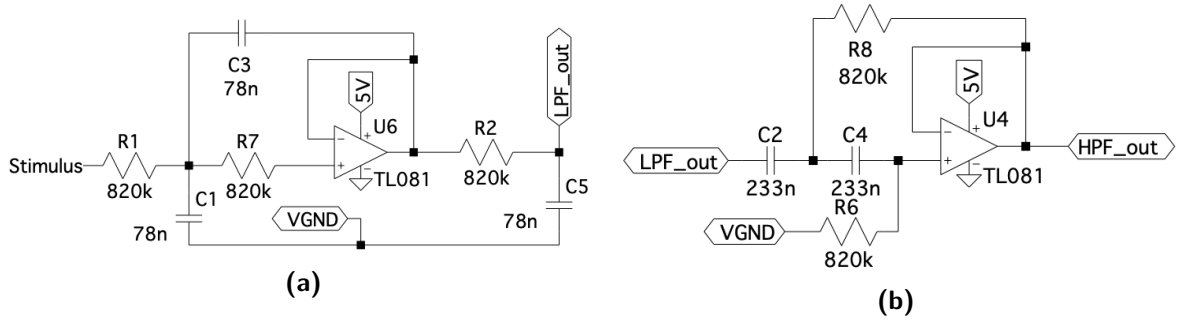 C3
78n
5V
U6
LPF_out
R1
R7
R2
Stimulus
−
+
+
−
820k
820k
TL081
820k
C1
78n
VGND
C5
78n
(a)
R8
820k
5V
U4
C2
C4
LPF_out
−
+
+
−
HPF_out
233n
233n
TL081
R6
VGND
820k
(b)